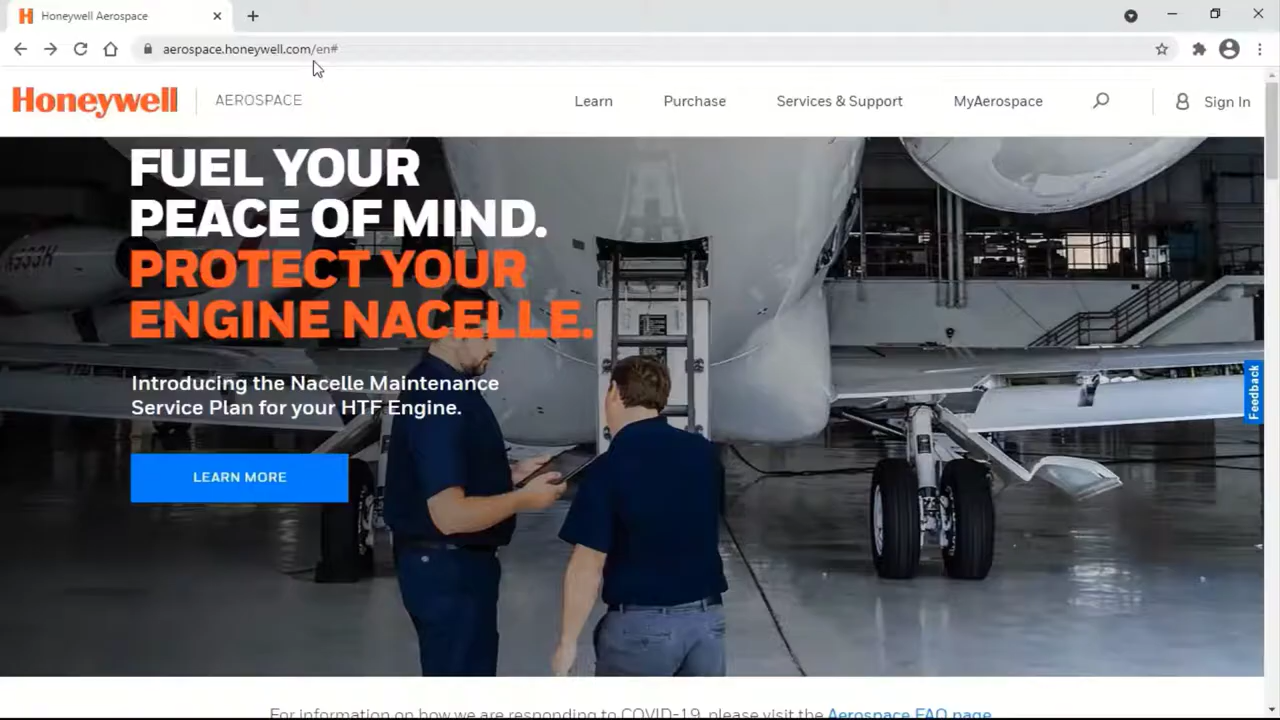 Honeywell Aerospace
aerospace.honeywell.com/en#
Honeywell AEROSPACE Learn Purchase Services & Support MyAerospace Sign In
FUEL YOUR
PEACE OF MIND.
PROTECT YOUR
ENGINE NACELLE.
Introducing the Nacelle Maintenance
Service Plan for your HTF Engine.
LEARN MORE
Feedback
For information on how we are responding to COVID-19, please visit the Aerospace FAQ page